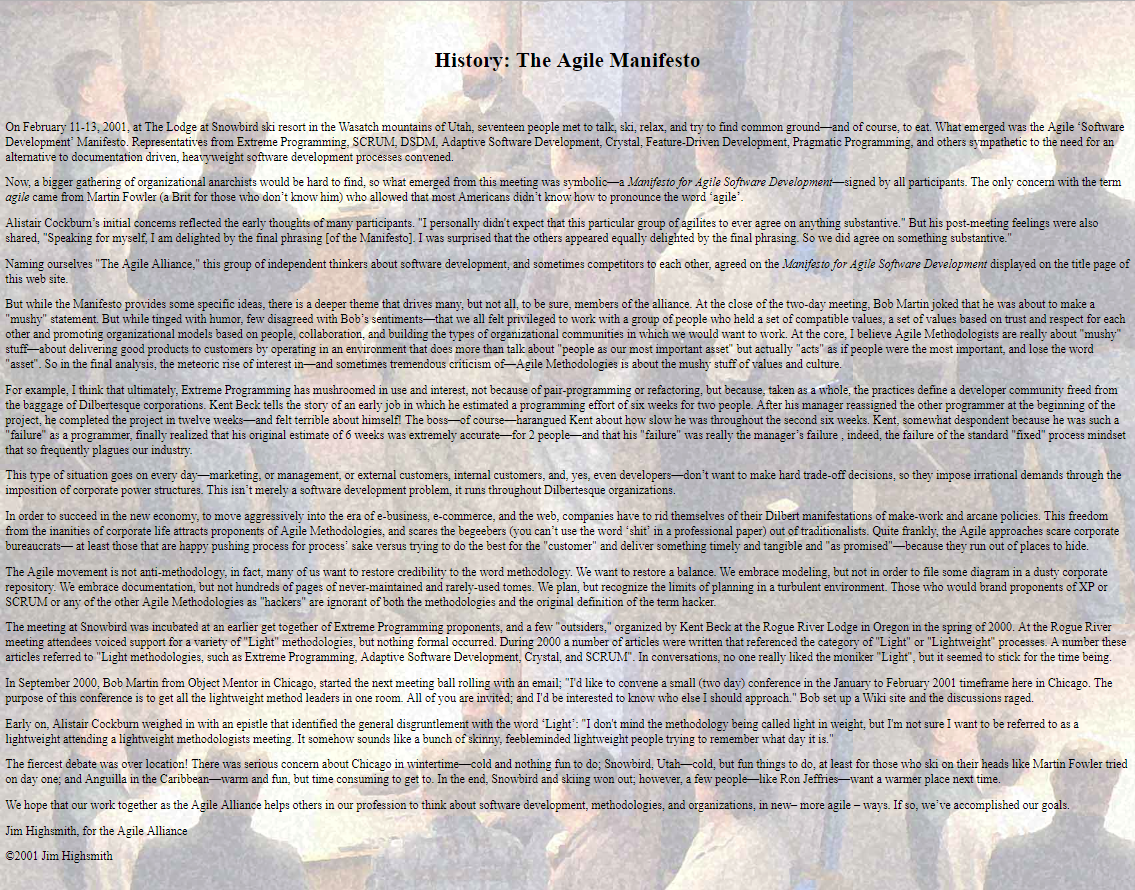 History: The Agile Manifesto
On February 11-13, 2001, at The Lodge at Snowbird ski resort in the Wasatch mountains of Utah, seventeen people met to talk, ski, relax, and try to find common ground—and of course, to eat. What emerged was the Agile ‘Software
Development’ Manifesto. Representatives from Extreme Programming, SCRUM, DSDM, Adaptive Software Development, Crystal, Feature-Driven Development, Pragmatic Programming, and others sympathetic to the need for an
alternative to documentation driven, heavyweight software development processes convened.
Now, a bigger gathering of organizational anarchists would be hard to find, so what emerged from this meeting was symbolic—a Manifesto for Agile Software Development—signed by all participants. The only concern with the term
agile came from Martin Fowler (a Brit for those who don’t know him) who allowed that most Americans didn’t know how to pronounce the word ‘agile’.
Alistair Cockburn’s initial concerns reflected the early thoughts of many participants. "I personally didn't expect that this particular group of agilites to ever agree on anything substantive." But his post-meeting feelings were also
shared, "Speaking for myself, I am delighted by the final phrasing [of the Manifesto]. I was surprised that the others appeared equally delighted by the final phrasing. So we did agree on something substantive."
Naming ourselves "The Agile Alliance," this group of independent thinkers about software development, and sometimes competitors to each other, agreed on the Manifesto for Agile Software Development displayed on the title page of
this web site.
But while the Manifesto provides some specific ideas, there is a deeper theme that drives many, but not all, to be sure, members of the alliance. At the close of the two-day meeting, Bob Martin joked that he was about to make a
"mushy" statement. But while tinged with humor, few disagreed with Bob’s sentiments—that we all felt privileged to work with a group of people who held a set of compatible values, a set of values based on trust and respect for each
other and promoting organizational models based on people, collaboration, and building the types of organizational communities in which we would want to work. At the core, I believe Agile Methodologists are really about "mushy"
stuff—about delivering good products to customers by operating in an environment that does more than talk about "people as our most important asset" but actually "acts" as if people were the most important, and lose the word
"asset". So in the final analysis, the meteoric rise of interest in—and sometimes tremendous criticism of—Agile Methodologies is about the mushy stuff of values and culture.
For example, I think that ultimately, Extreme Programming has mushroomed in use and interest, not because of pair-programming or refactoring, but because, taken as a whole, the practices define a developer community freed from
the baggage of Dilbertesque corporations. Kent Beck tells the story of an early job in which he estimated a programming effort of six weeks for two people. After his manager reassigned the other programmer at the beginning of the
project, he completed the project in twelve weeks—and felt terrible about himself! The boss—of course—harangued Kent about how slow he was throughout the second six weeks. Kent, somewhat despondent because he was such a
"failure" as a programmer, finally realized that his original estimate of 6 weeks was extremely accurate—for 2 people—and that his "failure" was really the manager’s failure , indeed, the failure of the standard "fixed" process mindset
that so frequently plagues our industry.
This type of situation goes on every day—marketing, or management, or external customers, internal customers, and, yes, even developers—don’t want to make hard trade-off decisions, so they impose irrational demands through the
imposition of corporate power structures. This isn’t merely a software development problem, it runs throughout Dilbertesque organizations.
In order to succeed in the new economy, to move aggressively into the era of e-business, e-commerce, and the web, companies have to rid themselves of their Dilbert manifestations of make-work and arcane policies. This freedom
from the inanities of corporate life attracts proponents of Agile Methodologies, and scares the begeebers (you can’t use the word ‘shit’ in a professional paper) out of traditionalists. Quite frankly, the Agile approaches scare corporate
bureaucrats— at least those that are happy pushing process for process’ sake versus trying to do the best for the "customer" and deliver something timely and tangible and "as promised"—because they run out of places to hide.
The Agile movement is not anti-methodology, in fact, many of us want to restore credibility to the word methodology. We want to restore a balance. We embrace modeling, but not in order to file some diagram in a dusty corporate
repository. We embrace documentation, but not hundreds of pages of never-maintained and rarely-used tomes. We plan, but recognize the limits of planning in a turbulent environment. Those who would brand proponents of XP or
SCRUM or any of the other Agile Methodologies as "hackers" are ignorant of both the methodologies and the original definition of the term hacker.
The meeting at Snowbird was incubated at an earlier get together of Extreme Programming proponents, and a few "outsiders," organized by Kent Beck at the Rogue River Lodge in Oregon in the spring of 2000. At the Rogue River
meeting attendees voiced support for a variety of "Light" methodologies, but nothing formal occurred. During 2000 a number of articles were written that referenced the category of "Light" or "Lightweight" processes. A number these
articles referred to "Light methodologies, such as Extreme Programming, Adaptive Software Development, Crystal, and SCRUM". In conversations, no one really liked the moniker "Light", but it seemed to stick for the time being.
In September 2000, Bob Martin from Object Mentor in Chicago, started the next meeting ball rolling with an email; "I'd like to convene a small (two day) conference in the January to February 2001 timeframe here in Chicago. The
purpose of this conference is to get all the lightweight method leaders in one room. All of you are invited; and I'd be interested to know who else I should approach." Bob set up a Wiki site and the discussions raged.
Early on, Alistair Cockburn weighed in with an epistle that identified the general disgruntlement with the word ‘Light’: "I don't mind the methodology being called light in weight, but I'm not sure I want to be referred to as a
lightweight attending a lightweight methodologists meeting. It somehow sounds like a bunch of skinny, feebleminded lightweight people trying to remember what day it is."
The fiercest debate was over location! There was serious concern about Chicago in wintertime—cold and nothing fun to do; Snowbird, Utah—cold, but fun things to do, at least for those who ski on their heads like Martin Fowler tried
on day one; and Anguilla in the Caribbean—warm and fun, but time consuming to get to. In the end, Snowbird and skiing won out; however, a few people—like Ron Jeffries—want a warmer place next time.
We hope that our work together as the Agile Alliance helps others in our profession to think about software development, methodologies, and organizations, in new– more agile – ways. If so, we’ve accomplished our goals.
Jim Highsmith, for the Agile Alliance
©2001 Jim Highsmith